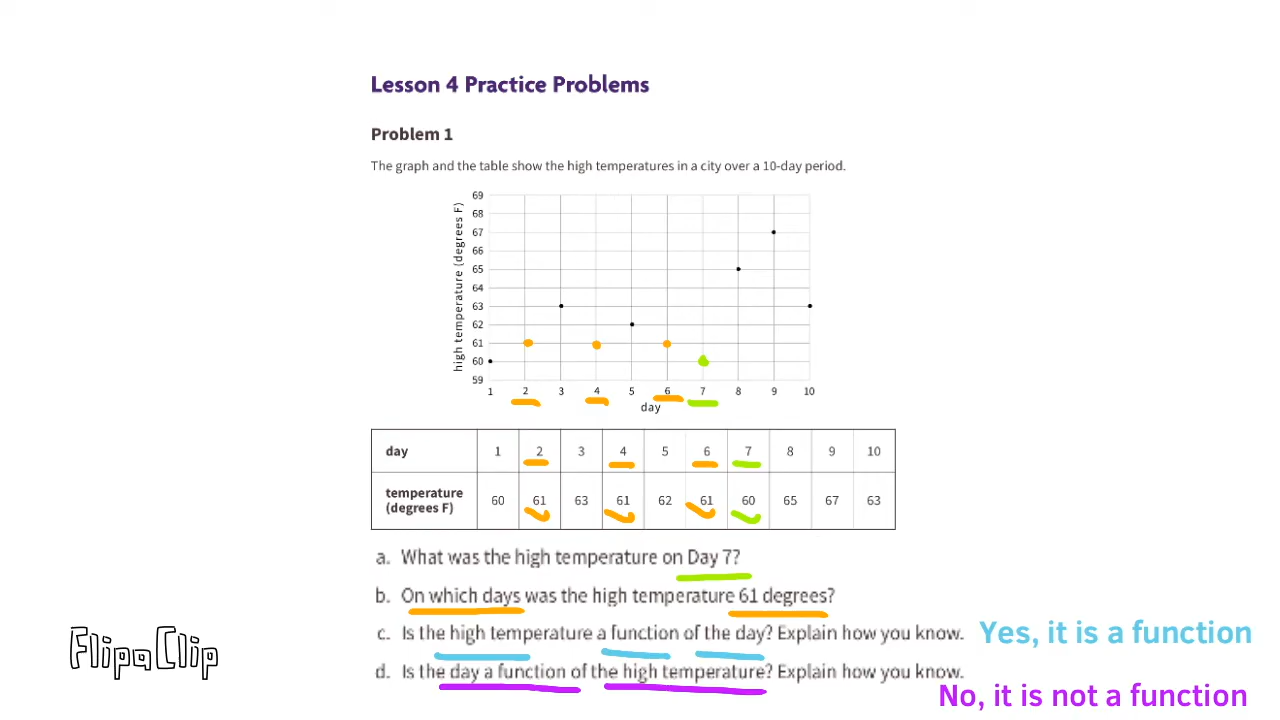 Lesson 4 Practice Problems
Problem 1
The graph and the table show the high temperatures in a city over a 10-day period.
high temperature (degrees F)
69
68
67
66
65
64
63
62
61
60
59
1 2 3 4 5 6 7 8 9 10
day
day 1 2 3 4 5 6 7 8 9 10
temperature
(degrees F) 60 61 63 61 62 61 60 65 67 63
a. What was the high temperature on Day 7?
b. On which days was the high temperature 61 degrees?
c. Is the high temperature a function of the day? Explain how you know. Yes, it is a function
d. Is the day a function of the high temperature? Explain how you know.
No, it is not a function
FlipaClip